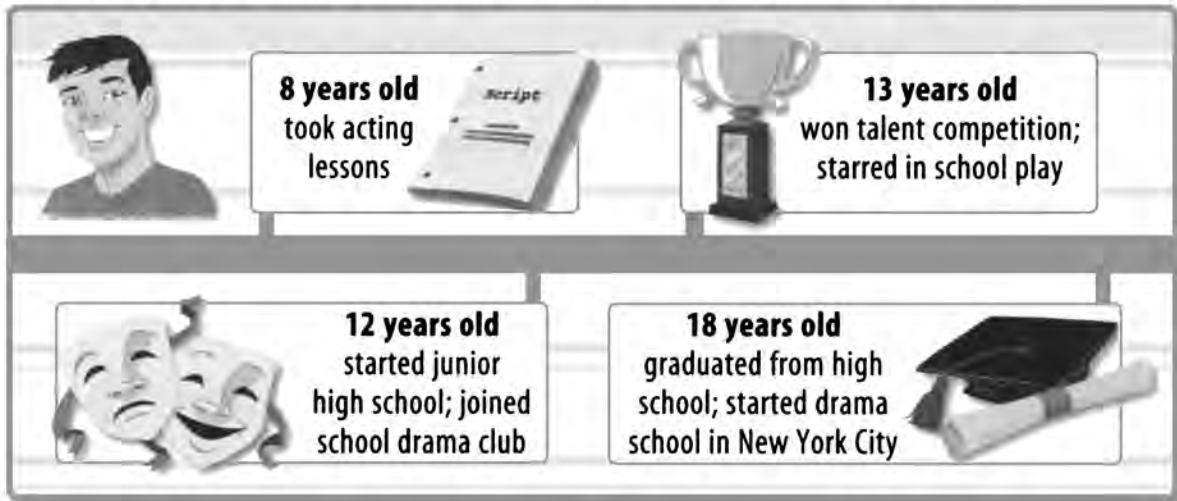 8 years old
took acting
lessons
Script
13 years old
won talent competition;
starred in school play
12 years old
started junior
high school; joined
school drama club
18 years old
graduated from high
school; started drama
school in New York City